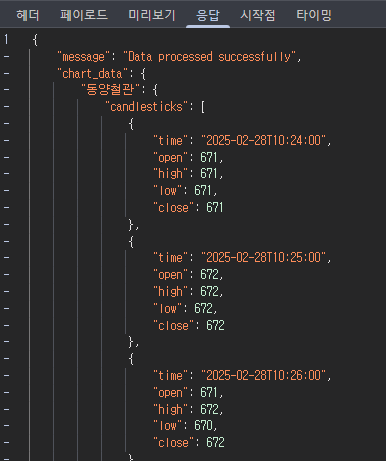 헤더 페이로드 미리보기 응답 시작점 타이밍
1 {
"message": "Data processed successfully",
"chart_data": {
"동양철관": {
"candlesticks": [
{
"time": "2025-02-28T10:24:00",
"open": 671,
"high": 671,
"low": 671,
"close": 671
},
{
"time": "2025-02-28T10:25:00",
"open": 672,
"high": 672,
"low": 672,
"close": 672
},
{
"time": "2025-02-28T10:26:00",
"open": 671,
"high": 672,
"low": 670,
"close": 672
}